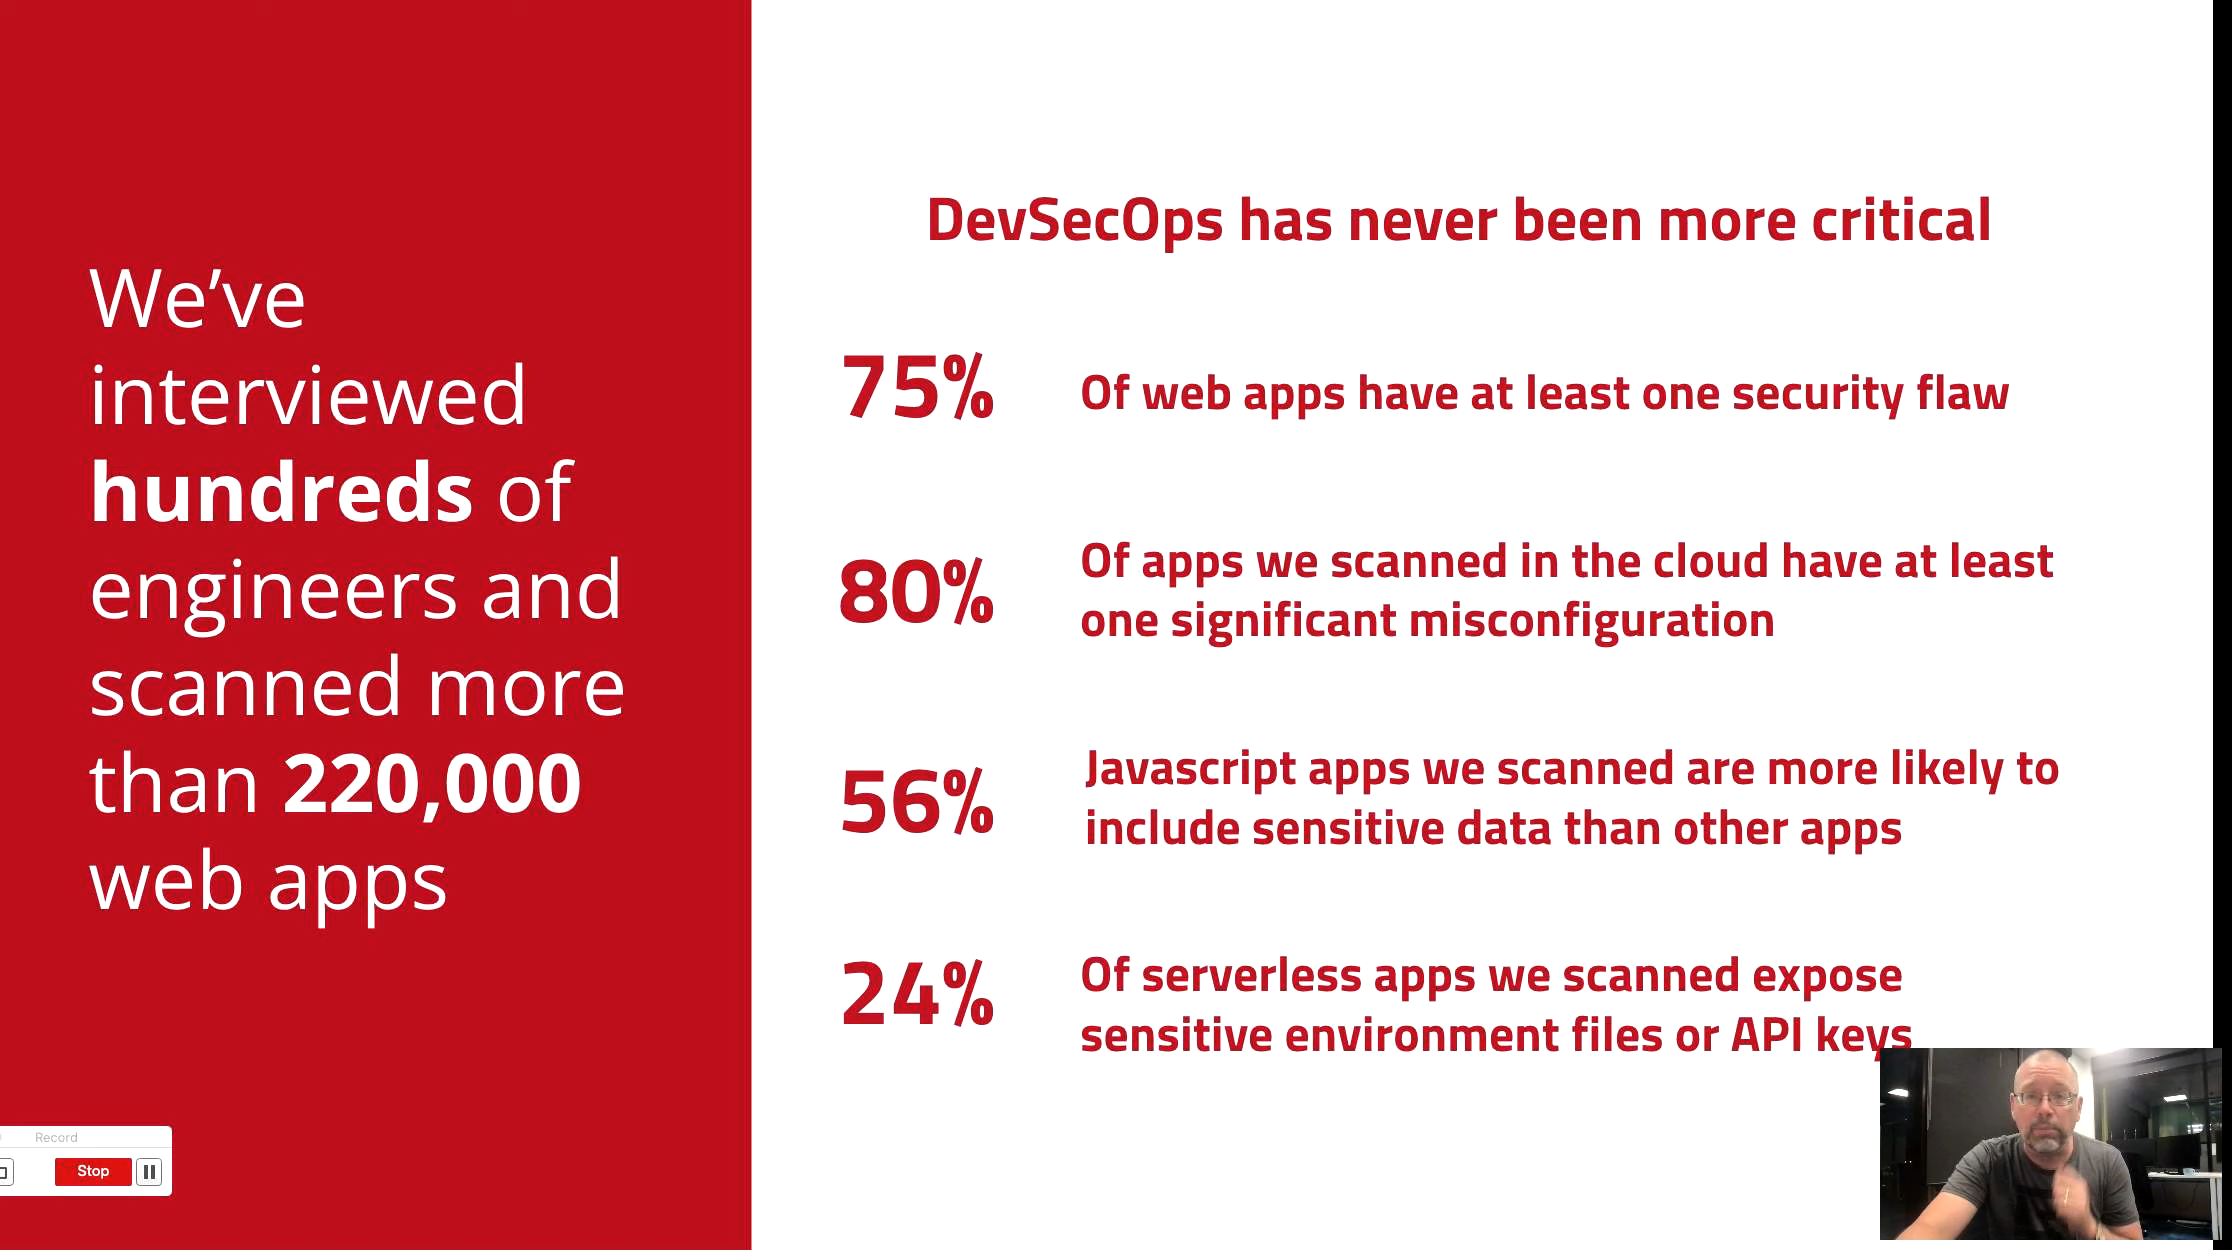 We've
interviewed
hundreds of
engineers and
scanned more
than 220,000
web apps
DevSecOps has never been more critical
75%
Of web apps have at least one security flaw
80%
Of apps we scanned in the cloud have at least
one significant misconfiguration
56%
Javascript apps we scanned are more likely to
include sensitive data than other apps
24%
Of serverless apps we scanned expose
sensitive environment files or API keys
Record
Stop